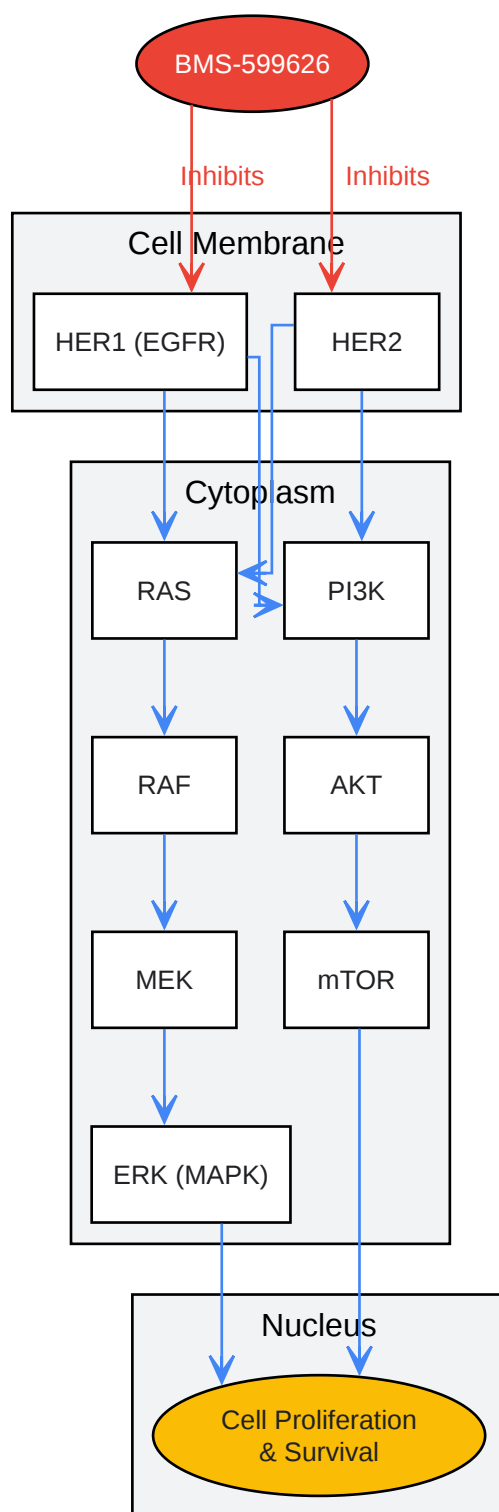 BMS-599626
Inhibits
Inhibits
Cell Membrane
HER1 (EGFR)
HER2
Cytoplasm
RAS
PI3K
RAF
AKT
MEK
mTOR
ERK (MAPK)
Nucleus
Cell Proliferation
& Survival